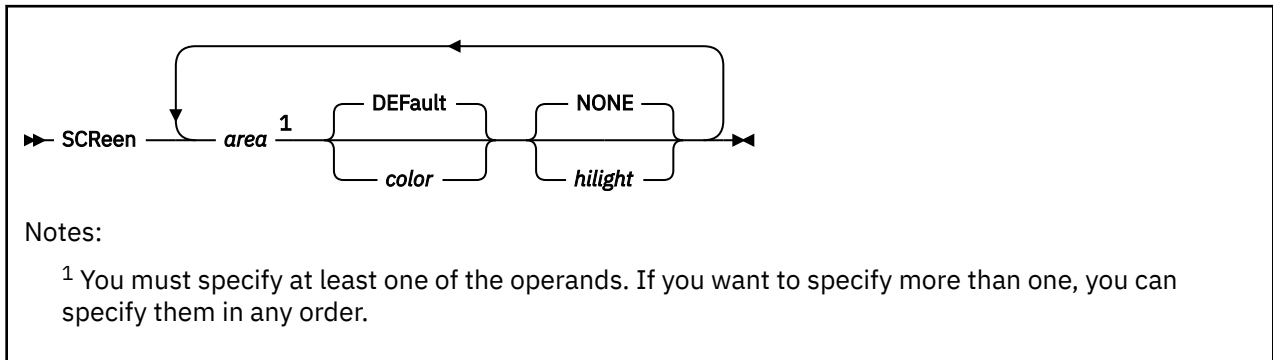 DEFault NONE
SCReen area 1
color hilight
Notes:
1 You must specify at least one of the operands. If you want to specify more than one, you can
specify them in any order.